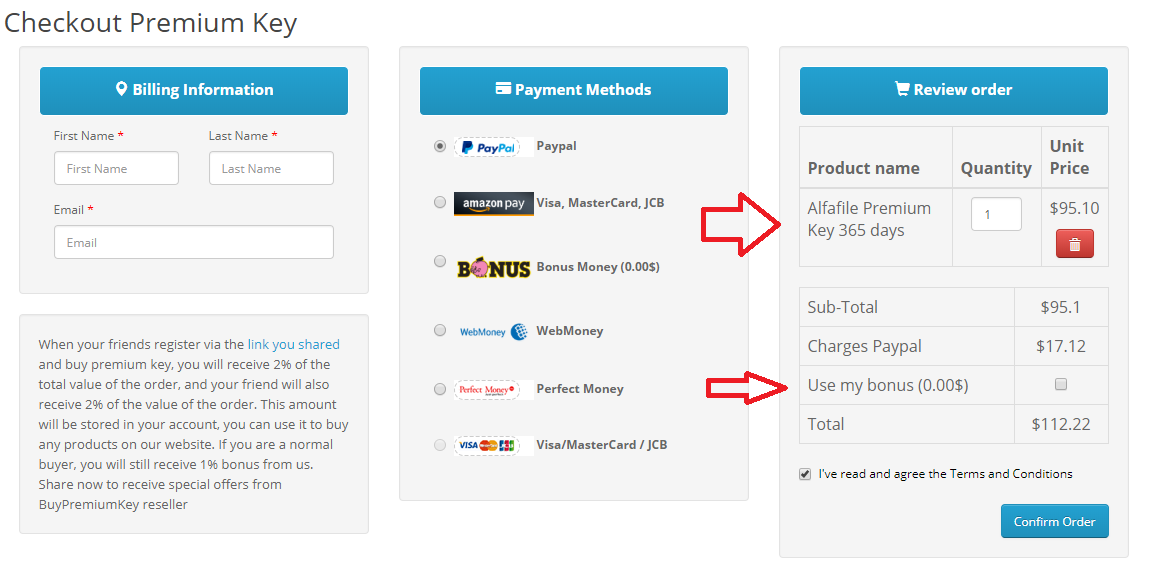 Checkout Premium Key
Billing Information
First Name *
Last Name *
First Name
Last Name
Email *
Email
When your friends register via the link you shared
and buy premium key, you will receive 2% of the
total value of the order, and your friend will also
receive 2% of the value of the order. This amount
will be stored in your account, you can use it to buy
any products on our website. If you are a normal
buyer, you will still receive 1% bonus from us.
Share now to receive special offers from
BuyPremiumKey reseller
Payment Methods
PayPal Paypal
amazon pay Visa, MasterCard, JCB
BONUS Bonus Money (0.00$)
WebMoney WebMoney
Perfect Money Perfect Money
VISA JCB Visa/MasterCard / JCB
Review order
Product name Quantity Unit
Price
Alfafile Premium 1 $95.10
Key 365 days
Sub-Total $95.1
Charges Paypal $17.12
Use my bonus (0.00$)
Total $112.22
I've read and agree the Terms and Conditions
Confirm Order